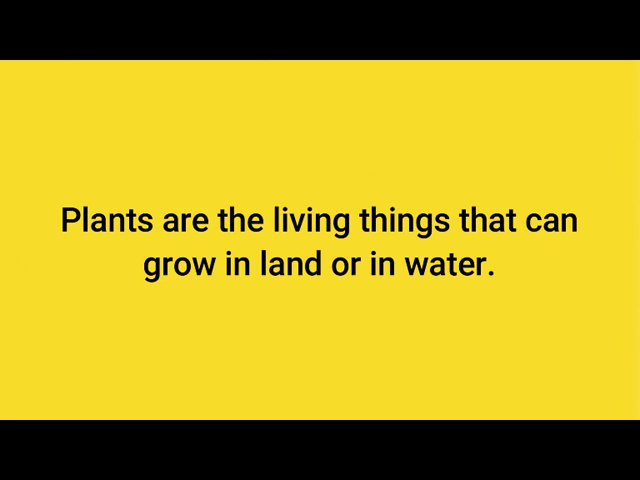 Plants are the living things that can
grow in land or in water.